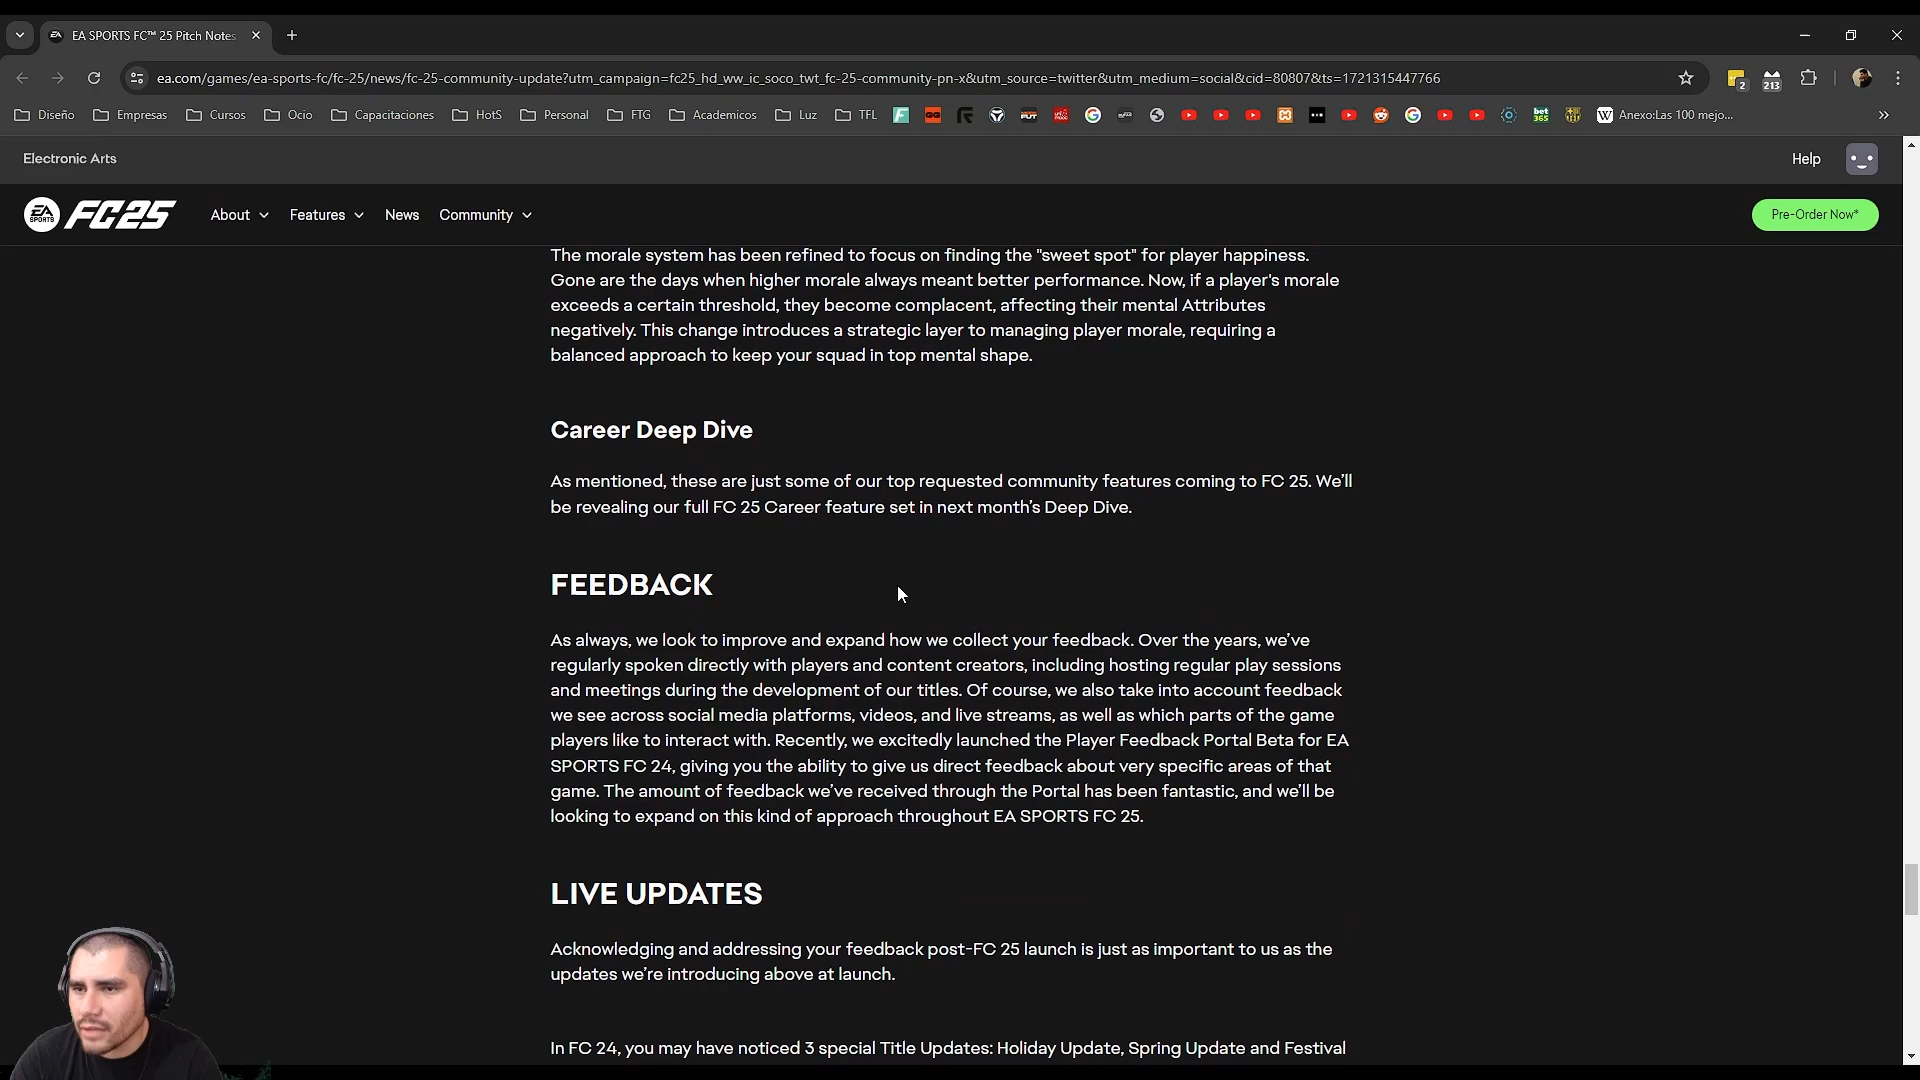 EA SPORTS FC™ 25 Pitch Notes
ea.com/games/ea-sports-fc/fc-25/news/fc-25-community-update?utm_campaign=fc25_hd_ww_ic_soco_twt_fc-25-community-pn-x&utm_source=twitter&utm_medium=social&cid=80807&ts=1721315447766
2
213
Diseño Empresas Cursos Ocio Capacitaciones HotS Personal FTG Academicos Luz TFL Anexo:Las 100 mejo...
Electronic Arts
Help
EA SPORTS FC25 About Features News Community Pre-Order Now*
The morale system has been refined to focus on finding the "sweet spot" for player happiness.
Gone are the days when higher morale always meant better performance. Now, if a player's morale
exceeds a certain threshold, they become complacent, affecting their mental Attributes
negatively. This change introduces a strategic layer to managing player morale, requiring a
balanced approach to keep your squad in top mental shape.
Career Deep Dive
As mentioned, these are just some of our top requested community features coming to FC 25. We’ll
be revealing our full FC 25 Career feature set in next month’s Deep Dive.
FEEDBACK
As always, we look to improve and expand how we collect your feedback. Over the years, we’ve
regularly spoken directly with players and content creators, including hosting regular play sessions
and meetings during the development of our titles. Of course, we also take into account feedback
we see across social media platforms, videos, and live streams, as well as which parts of the game
players like to interact with. Recently, we excitedly launched the Player Feedback Portal Beta for EA
SPORTS FC 24, giving you the ability to give us direct feedback about very specific areas of that
game. The amount of feedback we’ve received through the Portal has been fantastic, and we’ll be
looking to expand on this kind of approach throughout EA SPORTS FC 25.
LIVE UPDATES
Acknowledging and addressing your feedback post-FC 25 launch is just as important to us as the
updates we’re introducing above at launch.
In FC 24, you may have noticed 3 special Title Updates: Holiday Update, Spring Update and Festival